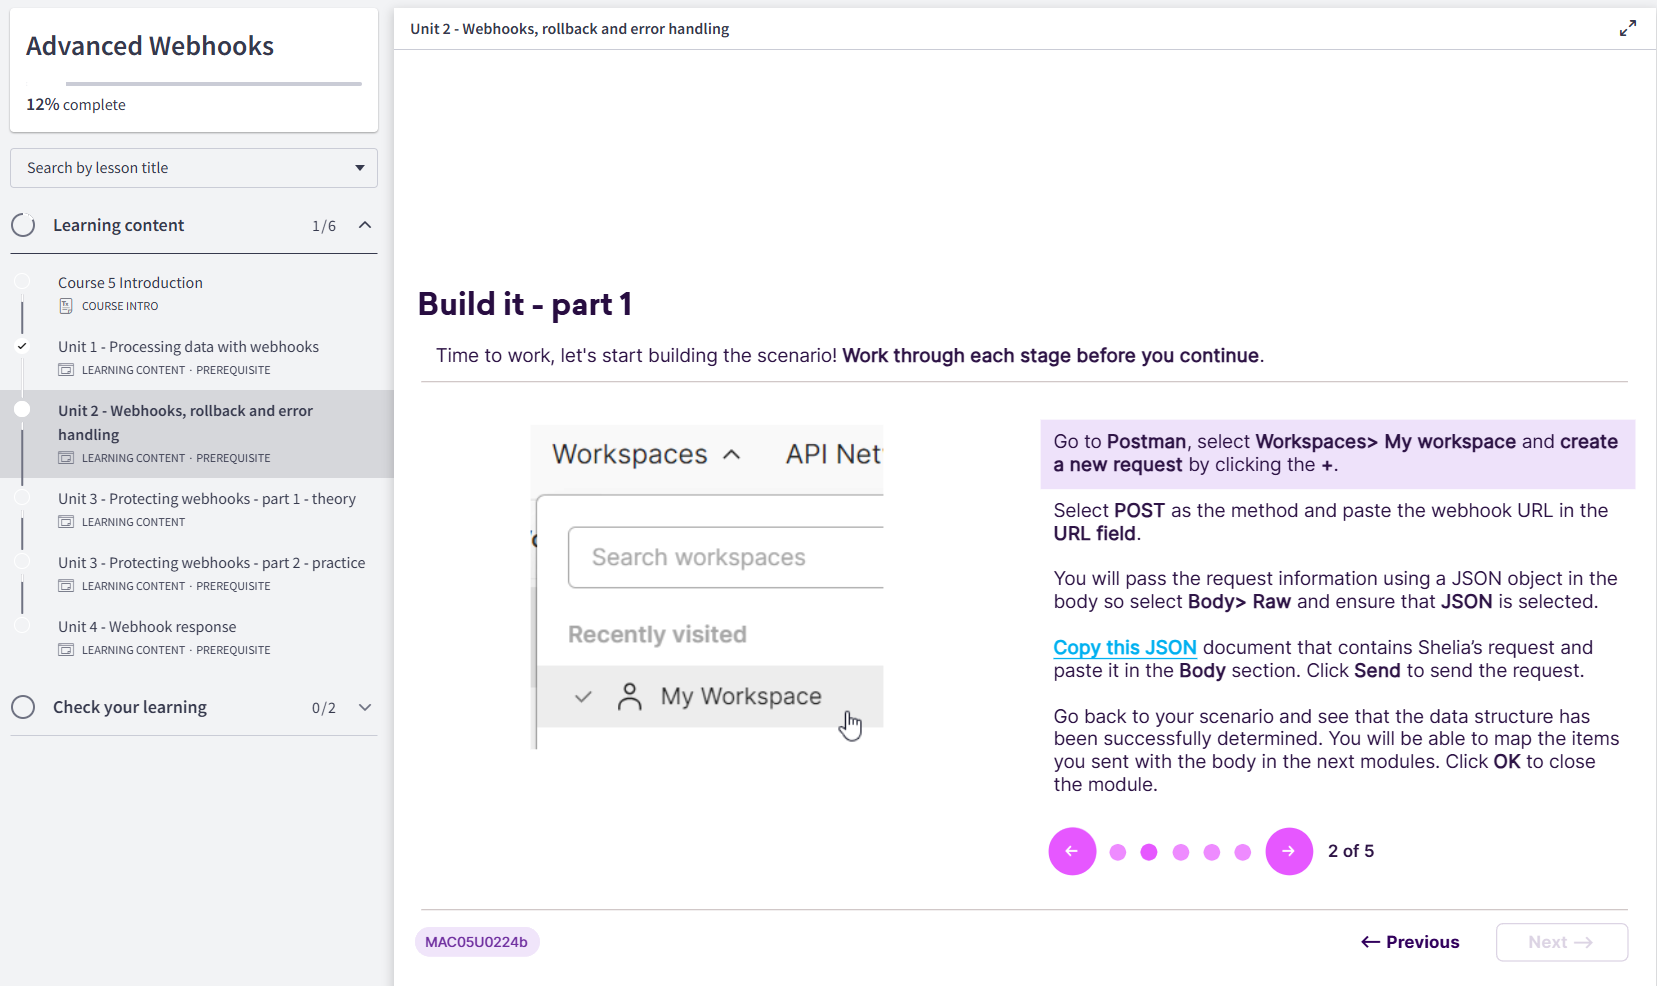 Advanced Webhooks
12% complete
Search by lesson title
Learning content 1/6
Course 5 Introduction
COURSE INTRO
Unit 1 - Processing data with webhooks
LEARNING CONTENT · PREREQUISITE
Unit 2 - Webhooks, rollback and error
handling
LEARNING CONTENT · PREREQUISITE
Unit 3 - Protecting webhooks - part 1 - theory
LEARNING CONTENT
Unit 3 - Protecting webhooks - part 2 - practice
LEARNING CONTENT · PREREQUISITE
Unit 4 - Webhook response
LEARNING CONTENT · PREREQUISITE
Check your learning 0/2
Unit 2 - Webhooks, rollback and error handling
Build it - part 1
Time to work, let's start building the scenario! Work through each stage before you continue.
Workspaces API Net
Search workspaces
Recently visited
My Workspace
Go to Postman, select Workspaces> My workspace and create
a new request by clicking the +.
Select POST as the method and paste the webhook URL in the
URL field.
You will pass the request information using a JSON object in the
body so select Body> Raw and ensure that JSON is selected.
Copy this JSON document that contains Shelia’s request and
paste it in the Body section. Click Send to send the request.
Go back to your scenario and see that the data structure has
been successfully determined. You will be able to map the items
you sent with the body in the next modules. Click OK to close
the module.
2 of 5
MAC05U0224b
← Previous
Next →